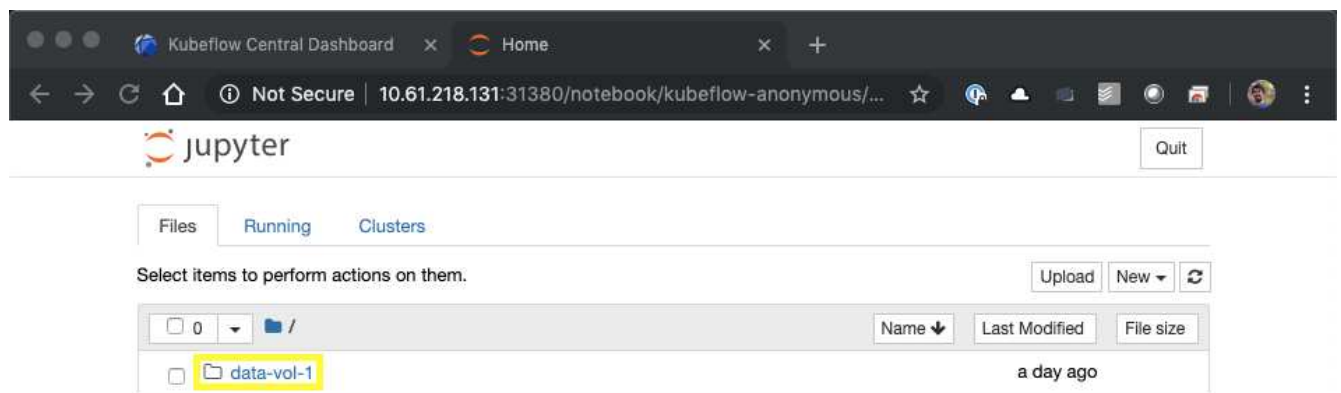 Kubeflow Central Dashboard × Home × +
Not Secure | 10.61.218.131:31380/notebook/kubeflow-anonymous/...
jupyter Quit
Files Running Clusters
Select items to perform actions on them. Upload New
0 / Name Last Modified File size
data-vol-1 a day ago